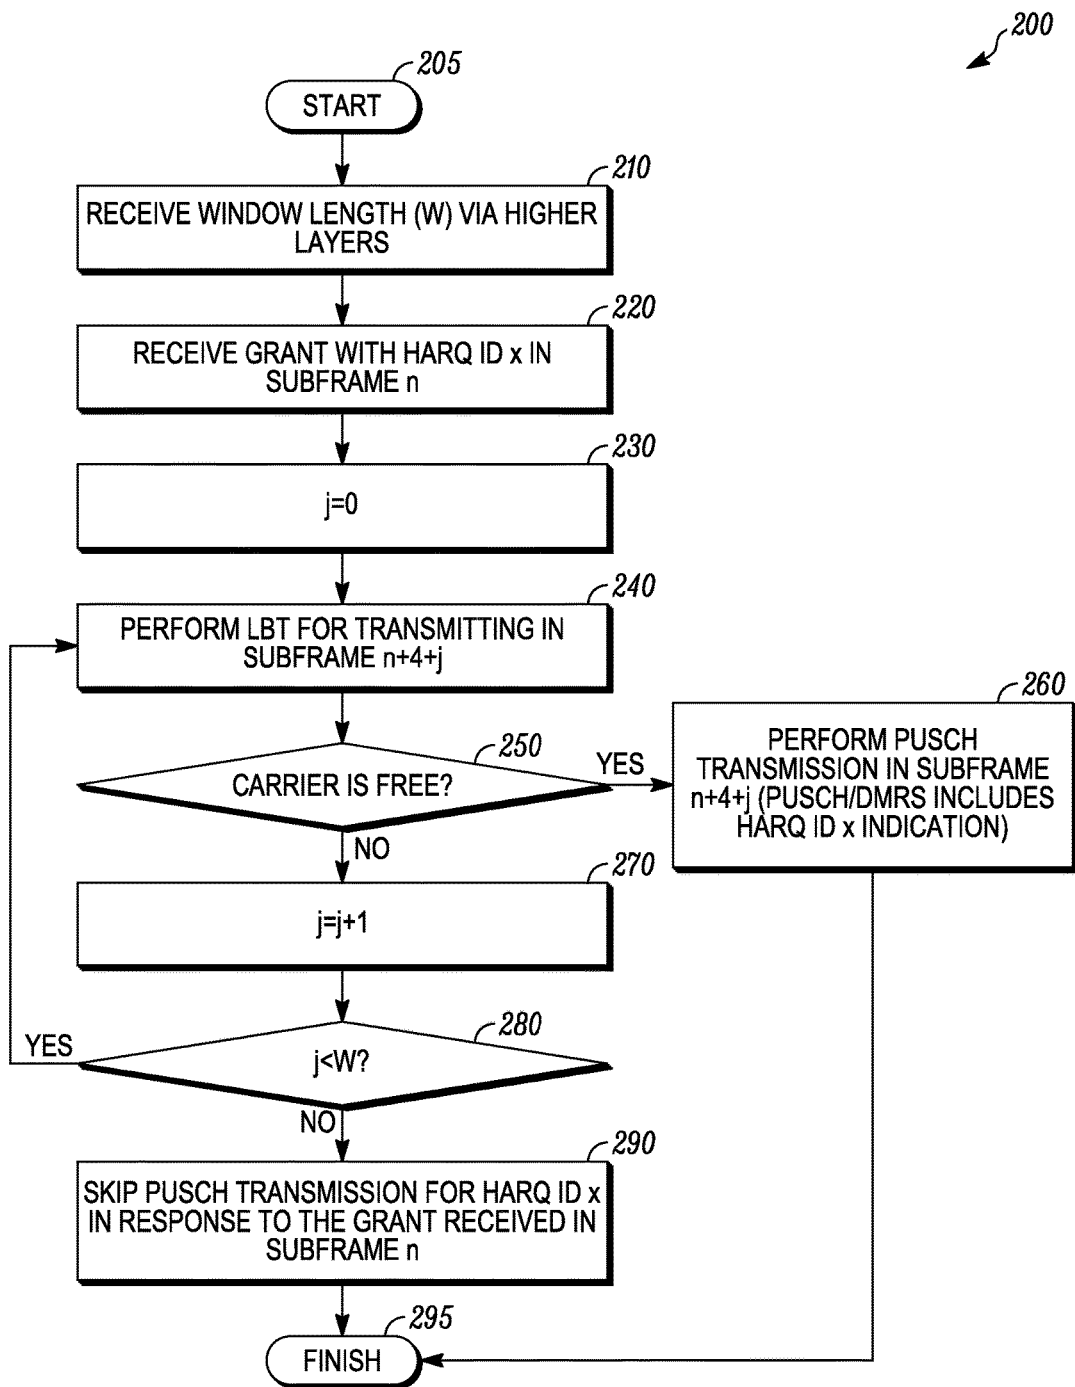 200
205
START
210
RECEIVE WINDOW LENGTH (W) VIA HIGHER
LAYERS
220
RECEIVE GRANT WITH HARQ ID x IN
SUBFRAME n
230
j=0
240
PERFORM LBT FOR TRANSMITTING IN
SUBFRAME n+4+j
250
CARRIER IS FREE?
YES
260
PERFORM PUSCH
TRANSMISSION IN SUBFRAME
n+4+j (PUSCH/DMRS INCLUDES
HARQ ID x INDICATION)
NO
270
j=j+1
280
j<W?
YES
NO
290
SKIP PUSCH TRANSMISSION FOR HARQ ID x
IN RESPONSE TO THE GRANT RECEIVED IN
SUBFRAME n
295
FINISH